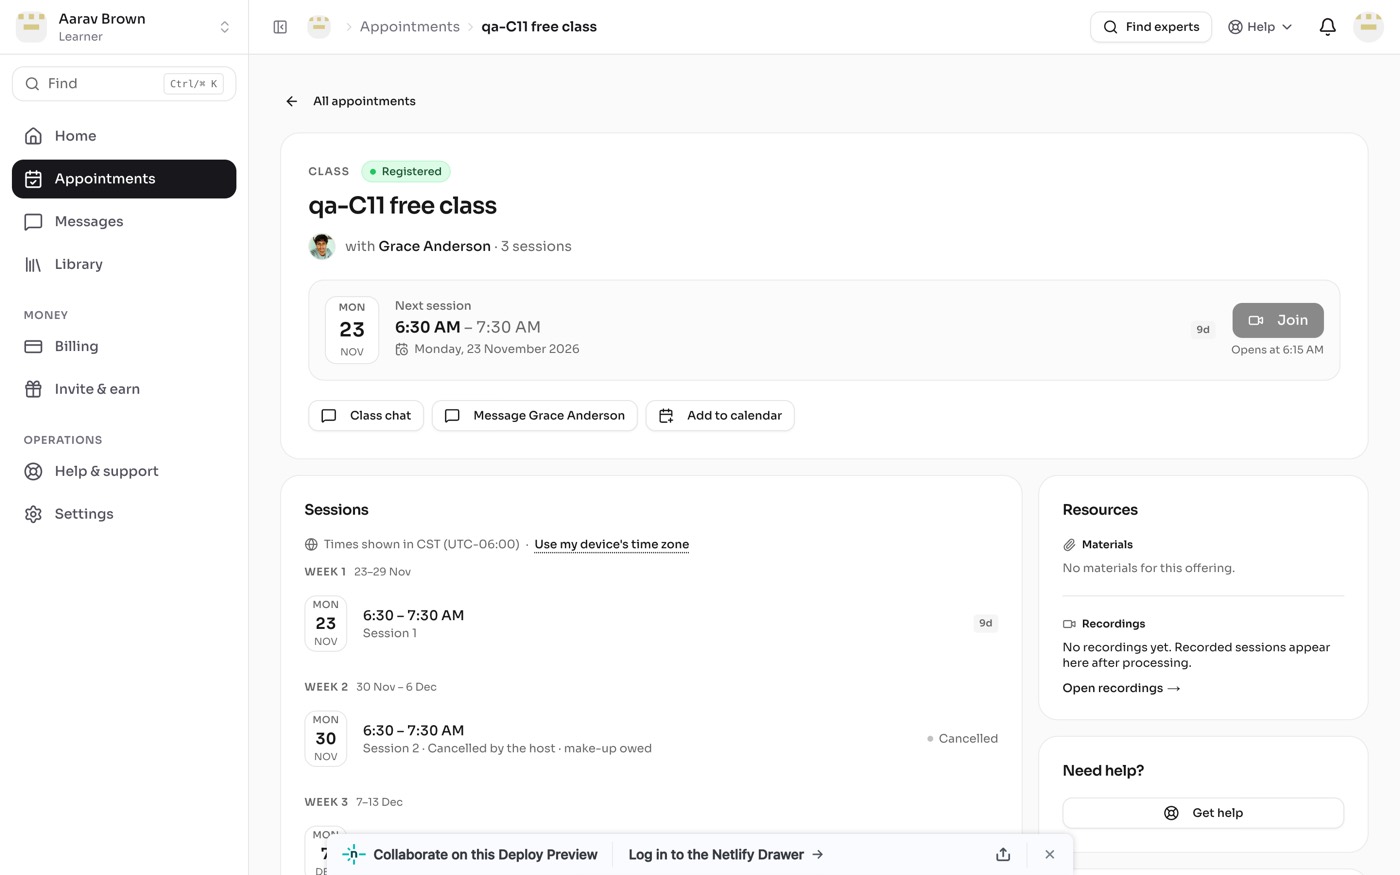 Aarav Brown
Learner
Find
Ctrl/⌘ K
Home
Appointments
Messages
Library
MONEY
Billing
Invite & earn
OPERATIONS
Help & support
Settings
Appointments
qa-C11 free class
Find experts
Help
All appointments
CLASS
Registered
qa-C11 free class
with Grace Anderson · 3 sessions
MON
23
NOV
Next session
6:30 AM – 7:30 AM
Monday, 23 November 2026
9d
Join
Opens at 6:15 AM
Class chat
Message Grace Anderson
Add to calendar
Sessions
Times shown in CST (UTC-06:00) · Use my device's time zone
WEEK 1 23–29 Nov
MON
23
NOV
6:30 – 7:30 AM
Session 1
9d
WEEK 2 30 Nov – 6 Dec
MON
30
NOV
6:30 – 7:30 AM
Session 2 · Cancelled by the host · make-up owed
Cancelled
WEEK 3 7–13 Dec
MON
7
Resources
Materials
No materials for this offering.
Recordings
No recordings yet. Recorded sessions appear
here after processing.
Open recordings →
Need help?
Get help
Collaborate on this Deploy Preview
Log in to the Netlify Drawer →